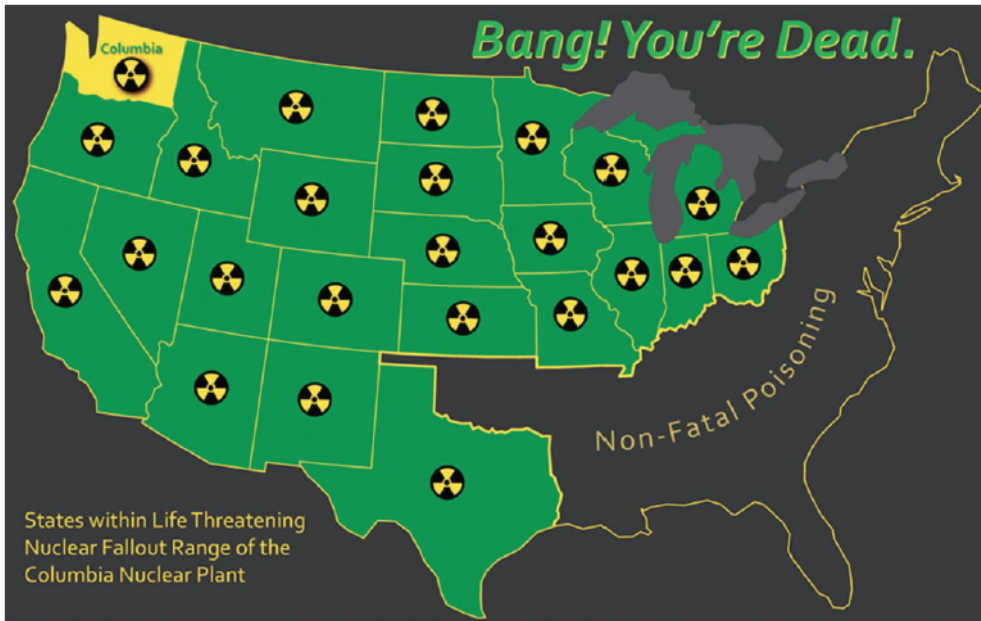 Bang! You're Dead.
Columbia
Non-Fatal Poisoning
States within Life Threatening
Nuclear Fallout Range of the
Columbia Nuclear Plant